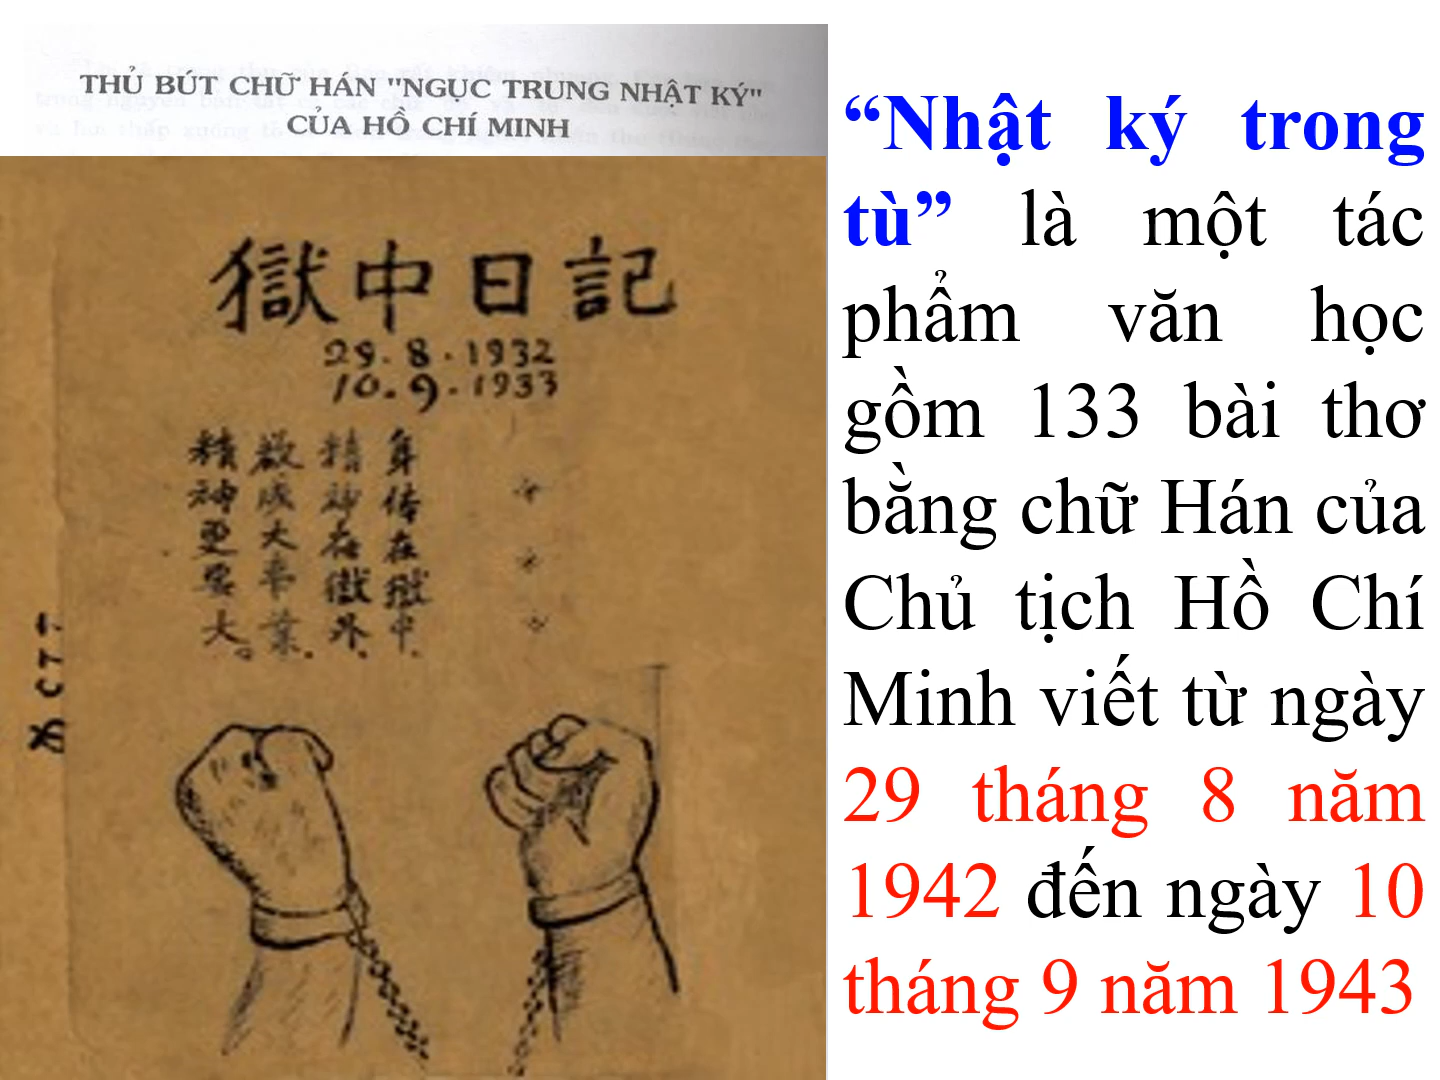 THỦ BÚT CHỮ HÁN "NGỤC TRUNG NHẬT KÝ"
CỦA HỒ CHÍ MINH
獄中日記
29.8.1932
10.9.1933
身体在獄中.
精神在獄外.
欲成大事業.
精神更要大。
“Nhật ký trong
tù” là một tác
phẩm văn học
gồm 133 bài thơ
bằng chữ Hán của
Chủ tịch Hồ Chí
Minh viết từ ngày
29 tháng 8 năm
1942 đến ngày 10
tháng 9 năm 1943